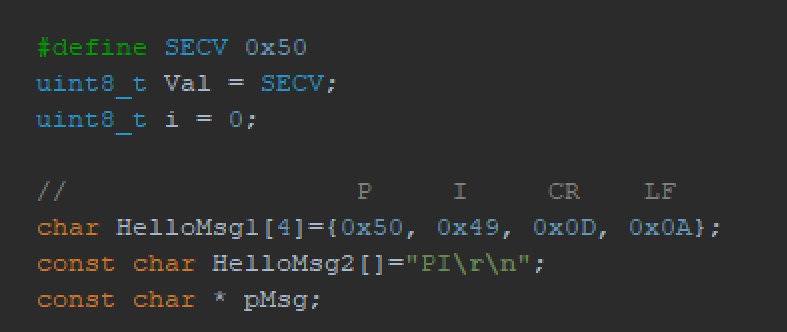 #define SECV 0x50
uint8_t Val = SECV;
uint8_t i = 0;
// P I CR LF
char HelloMsg1[4]={0x50, 0x49, 0x0D, 0x0A};
const char HelloMsg2[]="PI\r\n";
const char * pMsg;